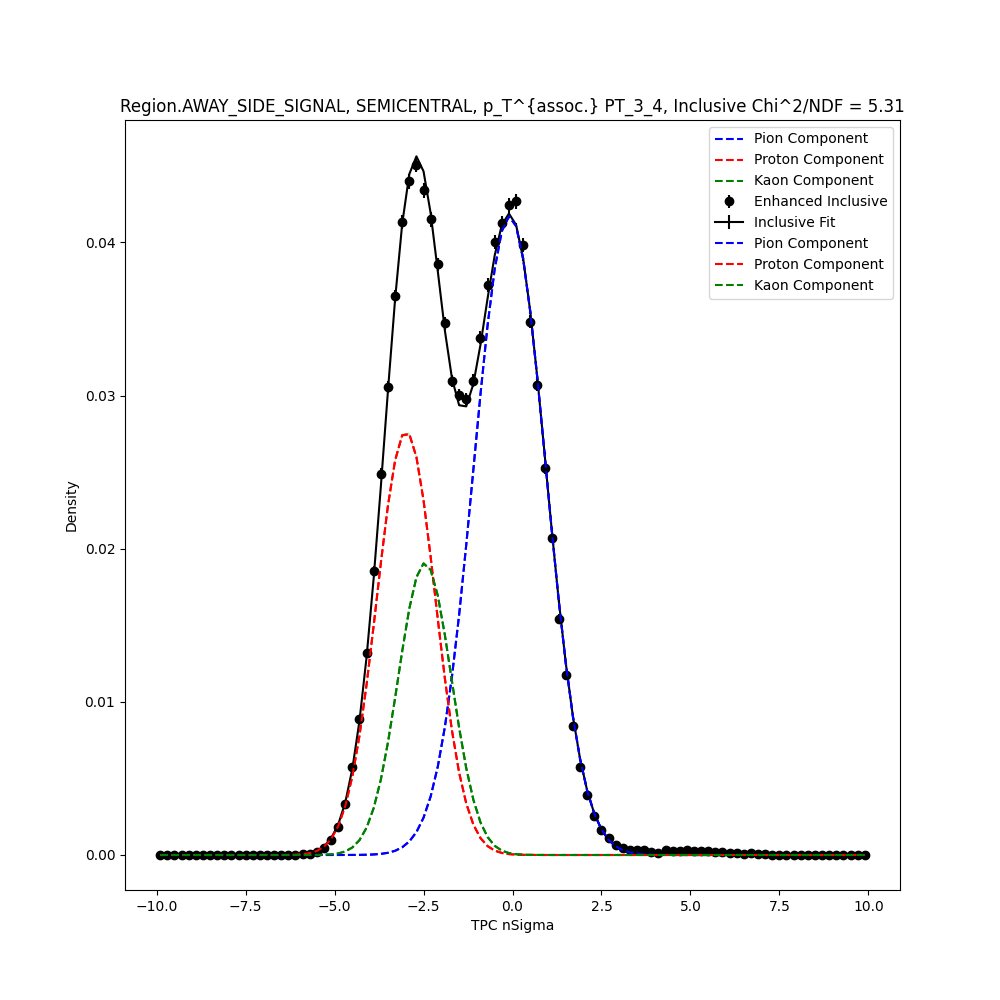 Region.AWAY_SIDE_SIGNAL, SEMICENTRAL, p_T^{assoc.} PT_3_4, Inclusive Chi^2/NDF = 5.31
Pion Component
Proton Component
Kaon Component
Enhanced Inclusive
Inclusive Fit
Pion Component
Proton Component
Kaon Component
0.04
0.03
0.02
0.01
0.00
Density
−10.0 −7.5 −5.0 −2.5 0.0 2.5 5.0 7.5 10.0
TPC nSigma